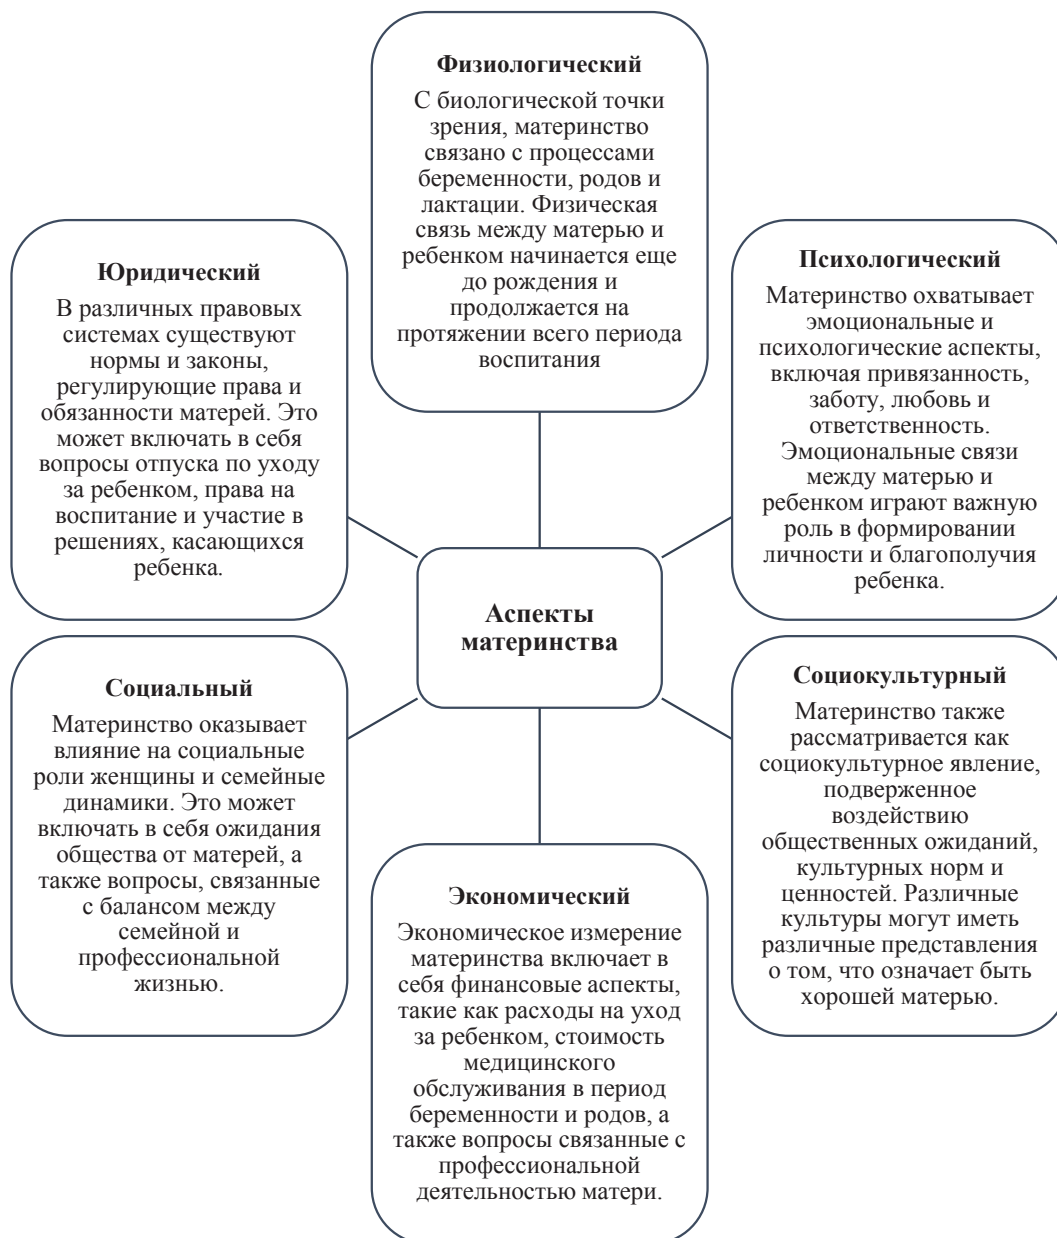 Физиологический
С биологической точки
зрения, материнство
связано с процессами
беременности, родов и
лактации. Физическая
связь между матерью и
ребенком начинается еще
до рождения и
продолжается на
протяжении всего периода
воспитания
Юридический
В различных правовых
системах существуют
нормы и законы,
регулирующие права и
обязанности матерей. Это
может включать в себя
вопросы отпуска по уходу
за ребенком, права на
воспитание и участие в
решениях, касающихся
ребенка.
Психологический
Материнство охватывает
эмоциональные и
психологические аспекты,
включая привязанность,
заботу, любовь и
ответственность.
Эмоциональные связи
между матерью и
ребенком играют важную
роль в формировании
личности и благополучия
ребенка.
Аспекты
материнства
Социальный
Материнство оказывает
влияние на социальные
роли женщины и семейные
динамики. Это может
включать в себя ожидания
общества от матерей, а
также вопросы, связанные
с балансом между
семейной и
профессиональной
жизнью.
Социокультурный
Материнство также
рассматривается как
социокультурное явление,
подверженное
воздействию
общественных ожиданий,
культурных норм и
ценностей. Различные
культуры могут иметь
различные представления
о том, что означает быть
хорошей матерью.
Экономический
Экономическое измерение
материнства включает в
себя финансовые аспекты,
такие как расходы на уход
за ребенком, стоимость
медицинского
обслуживания в период
беременности и родов, а
также вопросы связанные с
профессиональной
деятельностью матери.